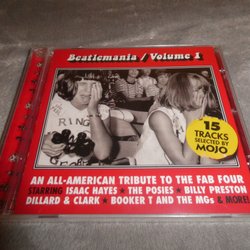 Beatlemania / Volume 1
15
TRACKS
SELECTED BY
MOJO
AN ALL-AMERICAN TRIBUTE TO THE FAB FOUR
STARRING ISAAC HAYES ★ THE POSIES ★ BILLY PRESTON
DILLARD & CLARK ★ BOOKER T AND THE MGs & MORE!